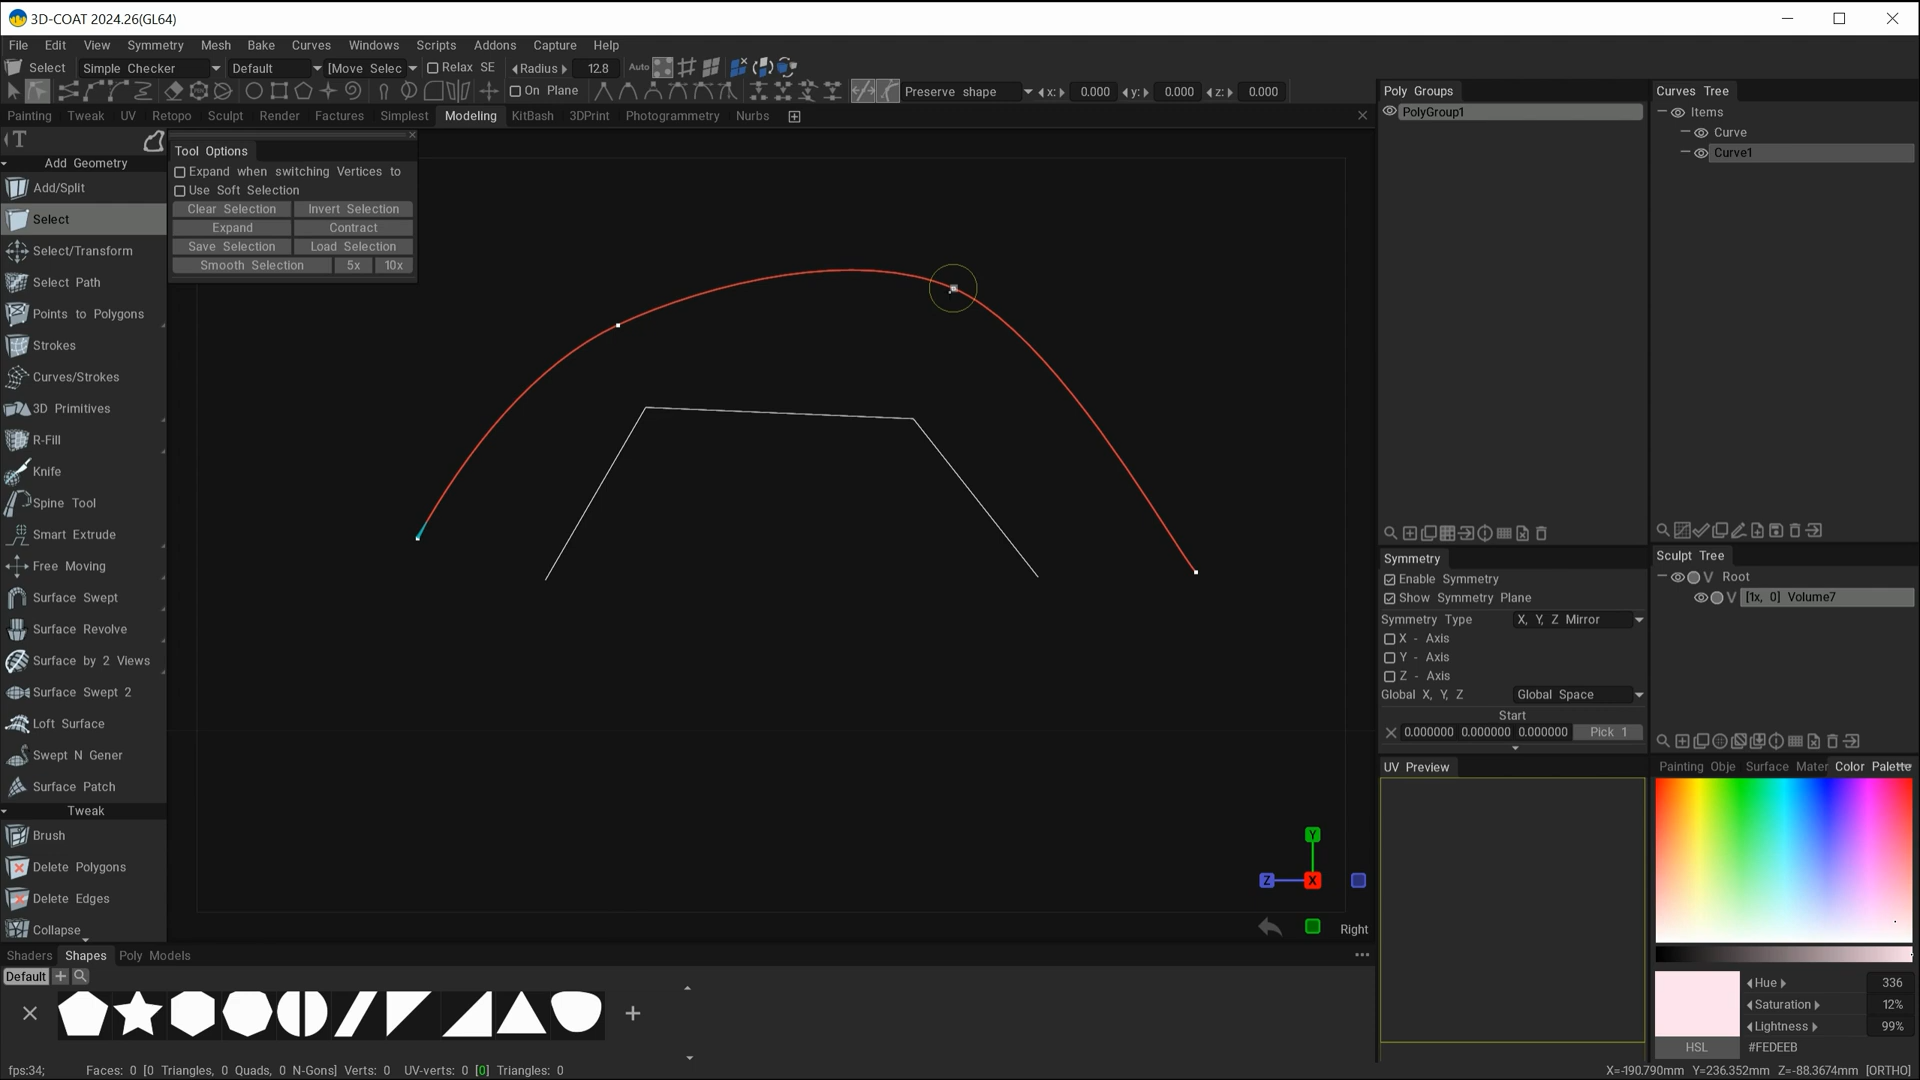 3D-COAT 2024.26(GL64)
File Edit View Symmetry Mesh Bake Curves Windows Scripts Addons Capture Help
Select Simple Checker Default [Move Selec Relax SE Radius 12.8 Auto
On Plane Preserve shape x: 0.000 y: 0.000 z: 0.000
Painting Tweak UV Retopo Sculpt Render Factures Simplest Modeling KitBash 3DPrint Photogrammetry Nurbs
T
Add Geometry
Add/Split
Select
Select/Transform
Select Path
Points to Polygons
Strokes
Curves/Strokes
3D Primitives
R-Fill
Knife
Spine Tool
Smart Extrude
Free Moving
Surface Swept
Surface Revolve
Surface by 2 Views
Surface Swept 2
Loft Surface
Swept N Gener
Surface Patch
Tweak
Brush
Delete Polygons
Delete Edges
Collapse
Tool Options
Expand when switching Vertices to
Use Soft Selection
Clear Selection Invert Selection
Expand Contract
Save Selection Load Selection
Smooth Selection 5x 10x
Y
Z X
Right
Poly Groups
PolyGroup1
Curves Tree
Items
Curve
Curve1
Symmetry
Enable Symmetry
Show Symmetry Plane
Symmetry Type X, Y, Z Mirror
X - Axis
Y - Axis
Z - Axis
Global X, Y, Z Global Space
Start
0.000000 0.000000 0.000000 Pick 1
Sculpt Tree
V Root
V [1x, 0] Volume7
UV Preview
Painting Obje Surface Mater Color Palette
Hue 336
Saturation 12%
Lightness 99%
HSL #FEDEEB
Shaders Shapes Poly Models
Default
fps:34; Faces: 0 [0 Triangles, 0 Quads, 0 N-Gons] Verts: 0 UV-verts: 0 [0] Triangles: 0
X=-190.790mm Y=236.352mm Z=-88.3674mm [ORTHO]